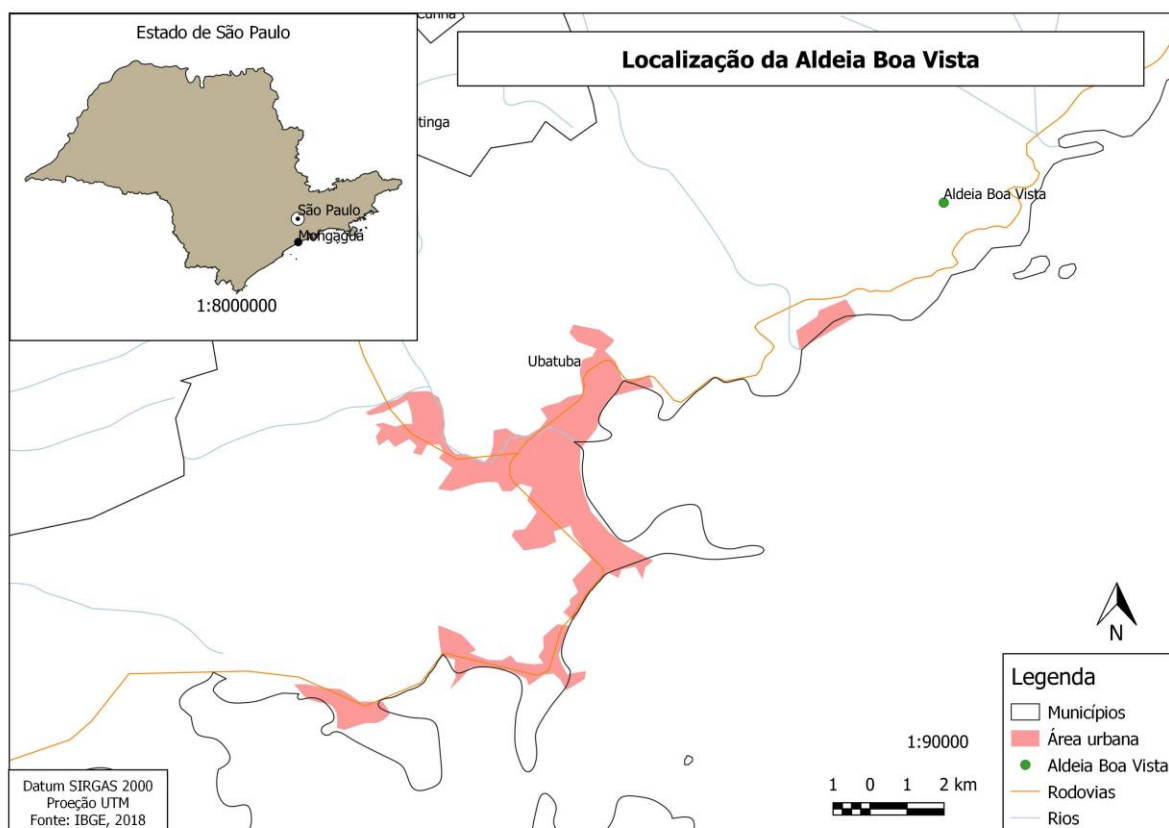 Cunha
Estado de São Paulo
Localização da Aldeia Boa Vista
tinga
Aldeia Boa Vista
São Paulo
Mongaguá
1:8000000
Ubatuba
N
Legenda
Municípios
1:90000
Área urbana
Aldeia Boa Vista
Datum SIRGAS 2000
Proeção UTM
Fonte: IBGE, 2018
1 0 1 2 km
Rodovias
Rios